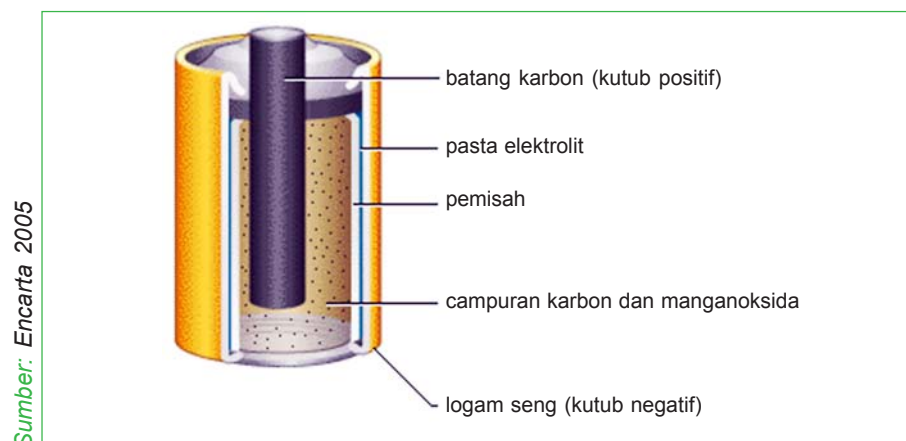 batang karbon (kutub positif)
pasta elektrolit
pemisah
campuran karbon dan manganoksida
logam seng (kutub negatif)
Sumber: Encarta 2005